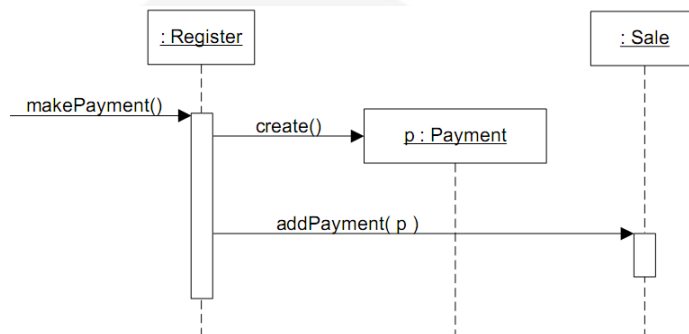 : Register
: Sale
makePayment()
create()
p : Payment
addPayment( p )